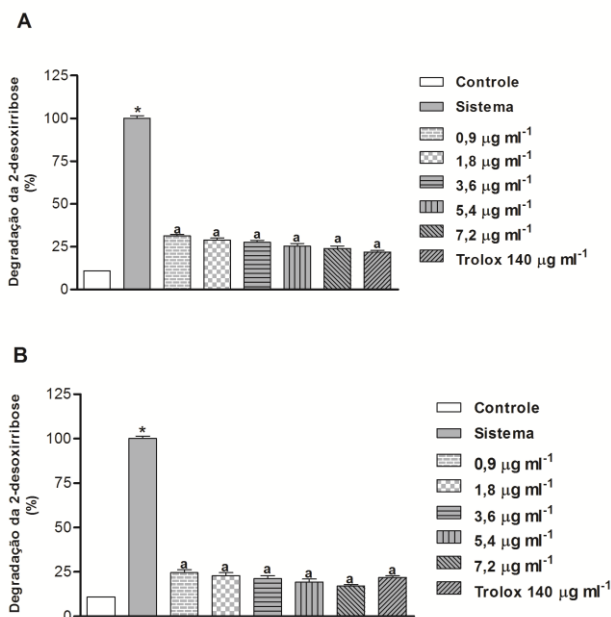 A
Degradação da 2-desoxirribose
(%)
125
100
75
50
25
0
*
a a a a a a
Controle
Sistema
0,9 µg ml⁻¹
1,8 µg ml⁻¹
3,6 µg ml⁻¹
5,4 µg ml⁻¹
7,2 µg ml⁻¹
Trolox 140 µg ml⁻¹
B
Degradação da 2-desoxirribose
(%)
125
100
75
50
25
0
*
a a a a a a
Controle
Sistema
0,9 µg ml⁻¹
1,8 µg ml⁻¹
3,6 µg ml⁻¹
5,4 µg ml⁻¹
7,2 µg ml⁻¹
Trolox 140 µg ml⁻¹